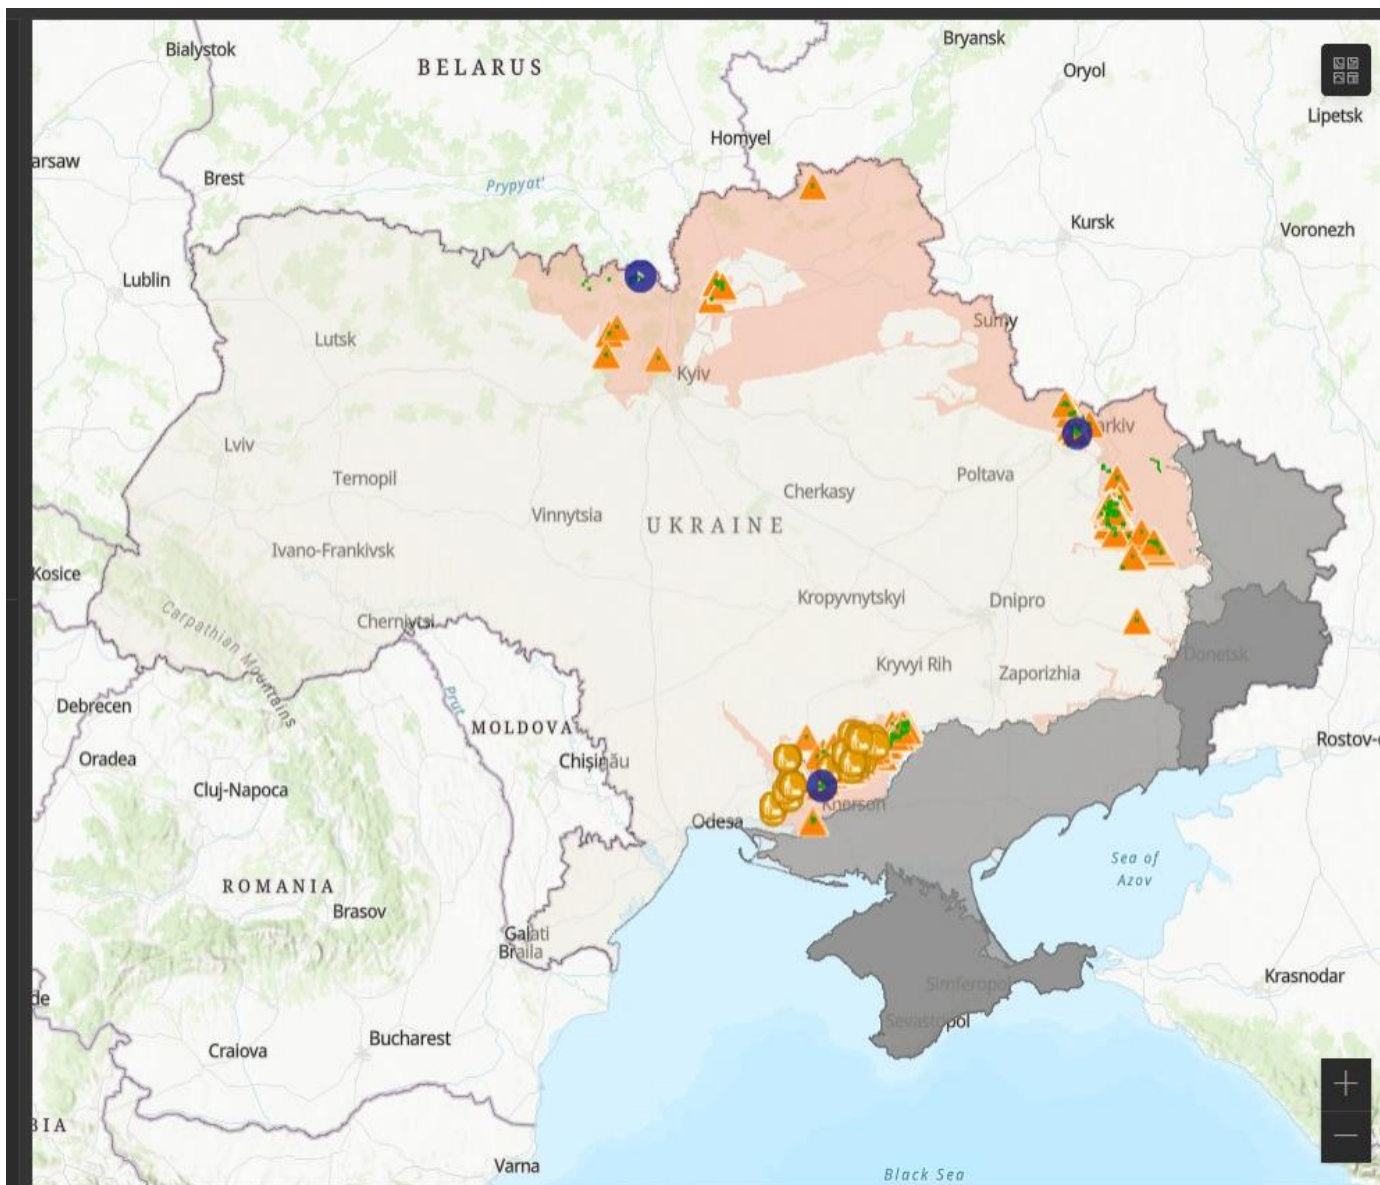 Bialystok
BELARUS
Bryansk
Oryol
Lipetsk
Homyel
arsaw
Brest
Prypyat'
Kursk
Voronezh
Lublin
Sumy
Lutsk
Kyiv
arkiv
Lviv
Ternopil
Poltava
Cherkasy
Vinnytsia
UKRAINE
Ivano-Frankivsk
Kosice
Carpathian Mountains
Kropyvnytskyi
Dnipro
Chernivtsi
Donetsk
Kryvyi Rih
Zaporizhia
Debrecen
Prut
MOLDOVA
Rostov-
Oradea
Chișinău
Cluj-Napoca
Kherson
Odesa
Sea of
Azov
ROMANIA
Brasov
Galati
Braila
Simferopol
Krasnodar
de
Sevastopol
Bucharest
Craiova
BIA
Varna
Black Sea